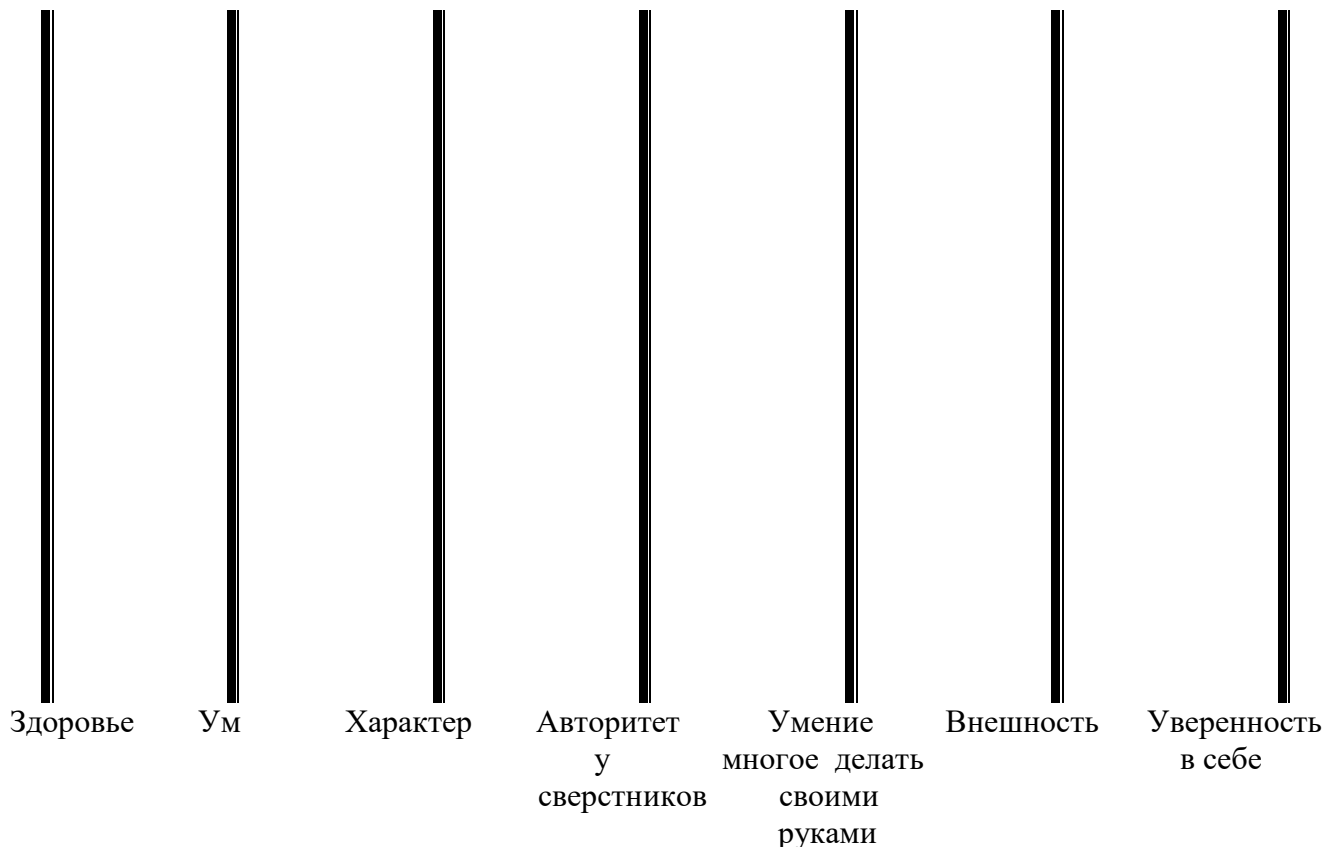 Здоровье Ум Характер Авторитет Умение Внешность Уверенность
у многое делать в себе
сверстников своими
руками